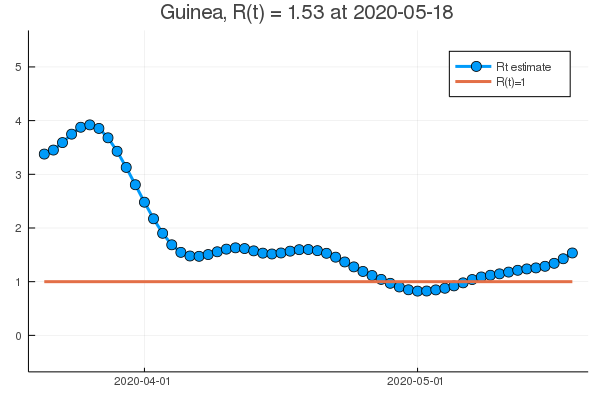 Guinea, R(t) = 1.53 at 2020-05-18
5
4
3
2
1
0
Rt estimate
R(t)=1
2020-04-01
2020-05-01